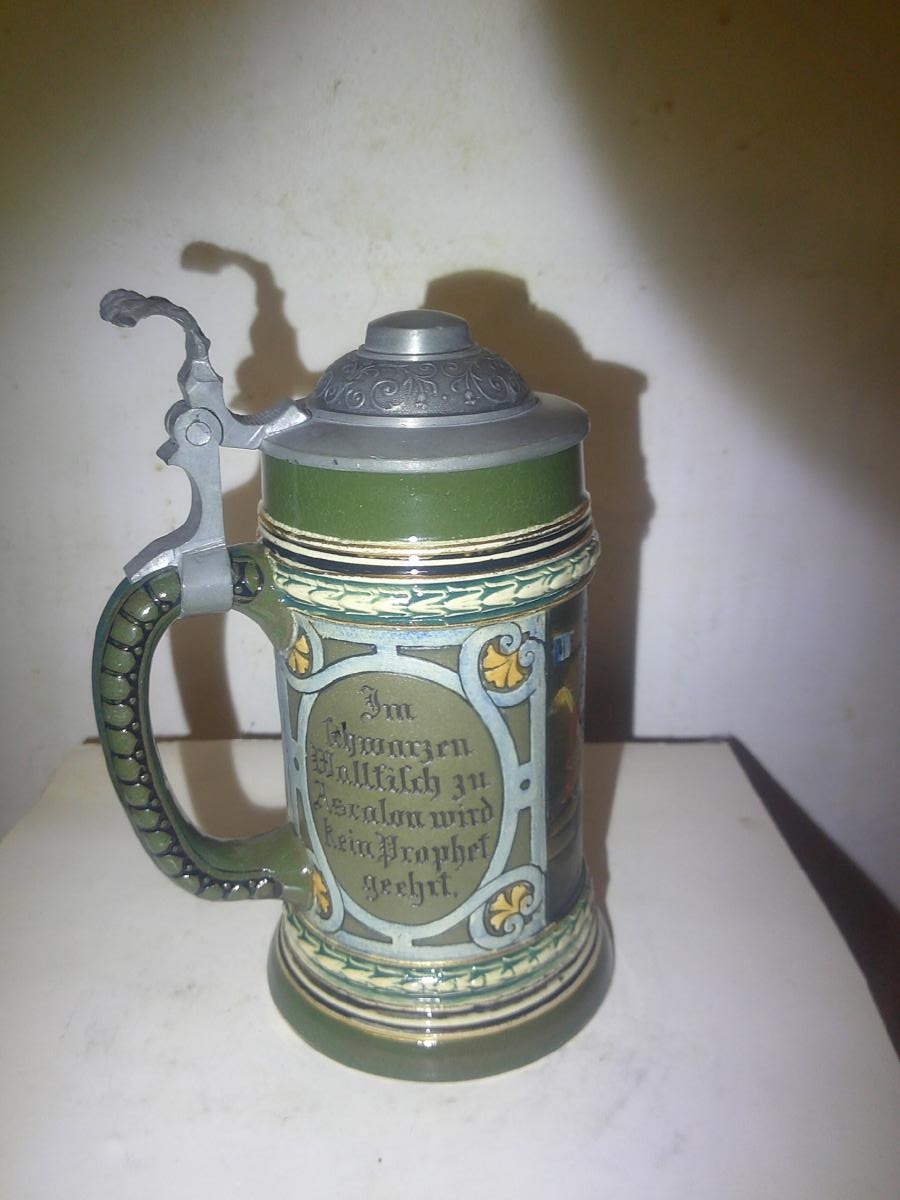 Im
schwarzen
Wallfisch zu
Ascalon wird
kein Prophet
geehrt.